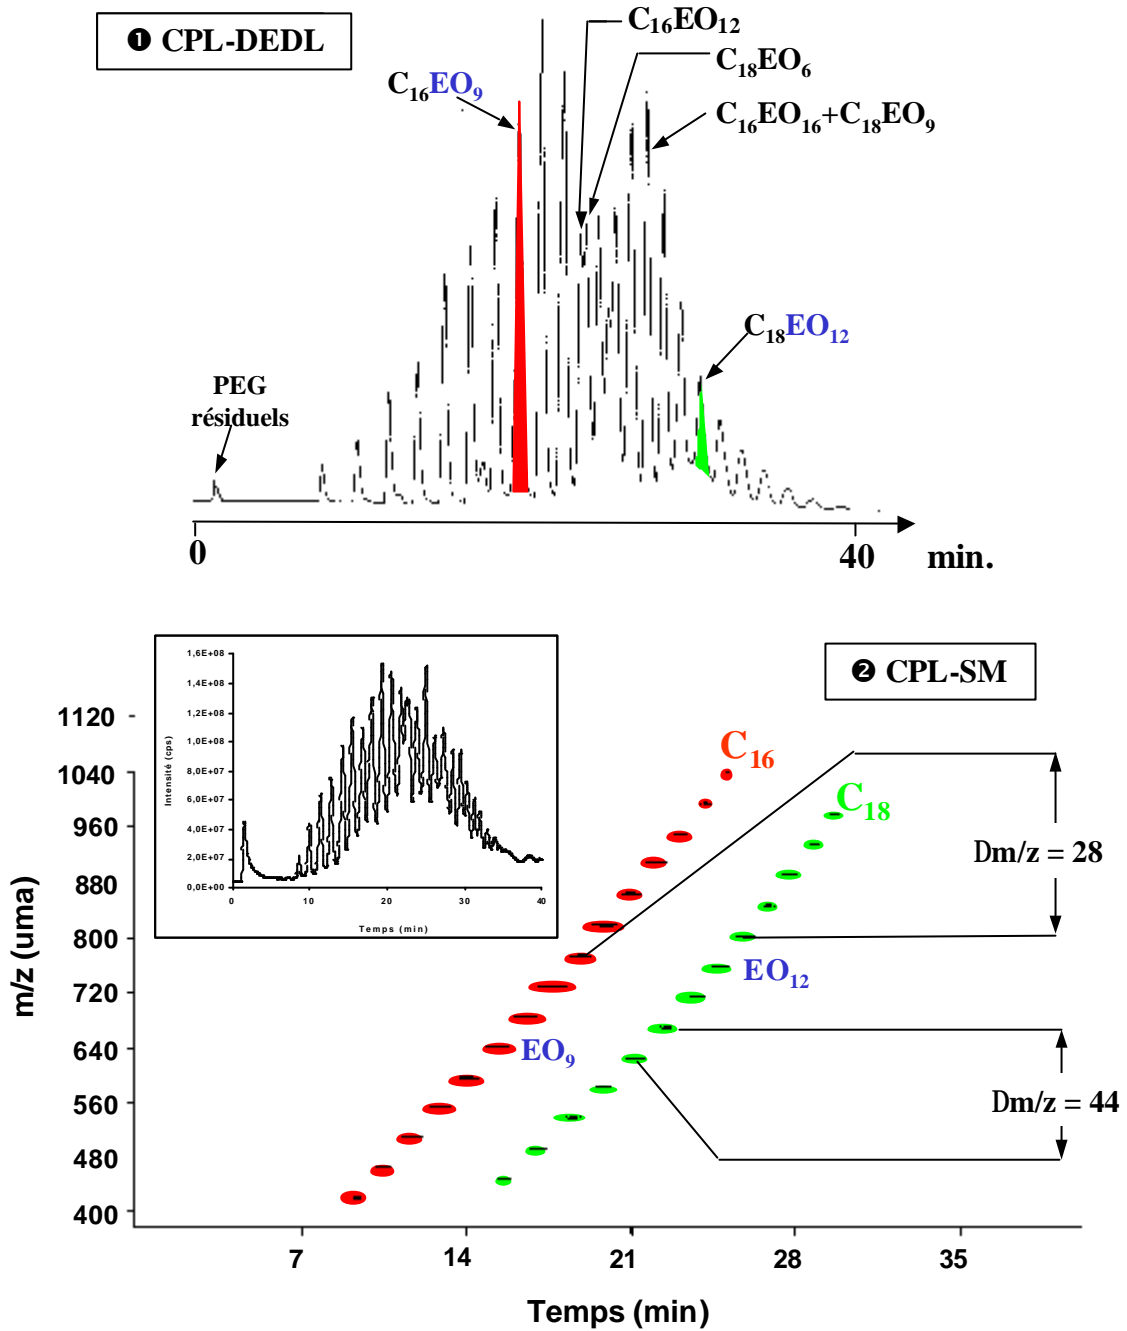 ❶ CPL-DEDL
C₁₆EO₁₂
C₁₈EO₆
C₁₆EO₉
C₁₆EO₁₆+C₁₈EO₉
C₁₈EO₁₂
PEG
résiduels
0
40
min.
❷ CPL-SM
1,6E+08
1,4E+08
1,2E+08
1,0E+08
8,0E+07
6,0E+07
4,0E+07
2,0E+07
0,0E+00
Intensité (cps)
0 10 20 30 40
Temps (min)
1120
1040
960
880
800
720
640
560
480
400
m/z (uma)
C₁₆
C₁₈
Dm/z = 28
EO₁₂
EO₉
Dm/z = 44
7 14 21 28 35
Temps (min)